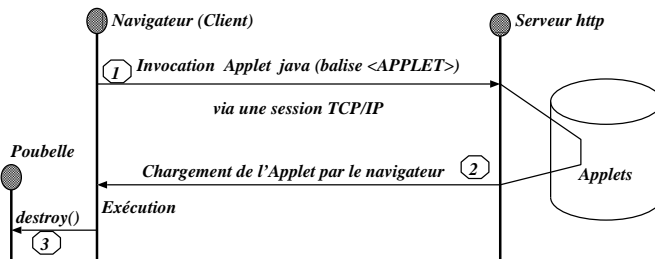 Navigateur (Client)
Serveur http
1 Invocation Applet java (balise <APPLET>)
via une session TCP/IP
Poubelle
Chargement de l'Applet par le navigateur 2
Applets
Exécution
destroy()
3